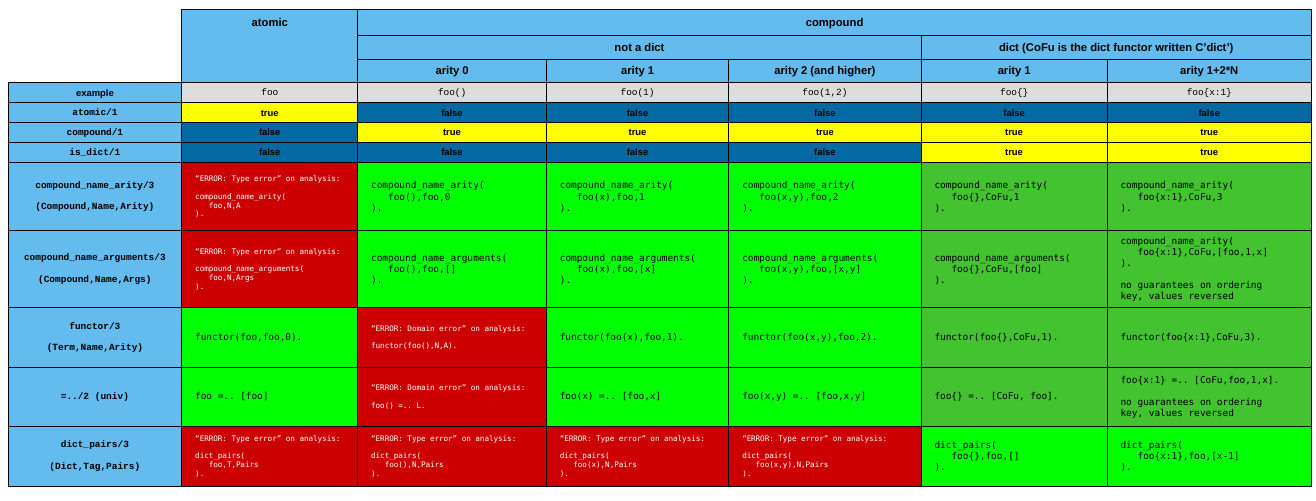 atomic
compound
not a dict
dict (CoFu is the dict functor written C’dict’)
arity 0
arity 1
arity 2 (and higher)
arity 1
arity 1+2*N
example
foo
foo()
foo(1)
foo(1,2)
foo{}
foo{x:1}
atomic/1
true
false
false
false
false
false
compound/1
false
true
true
true
true
true
is_dict/1
false
false
false
false
true
true
compound_name_arity/3
(Compound,Name,Arity)
“ERROR: Type error” on analysis:
compound_name_arity(
foo,N,A
).
compound_name_arity(
foo(),foo,0
).
compound_name_arity(
foo(x),foo,1
).
compound_name_arity(
foo(x,y),foo,2
).
compound_name_arity(
foo{},CoFu,1
).
compound_name_arity(
foo{x:1},CoFu,3
).
compound_name_arguments/3
(Compound,Name,Args)
“ERROR: Type error” on analysis:
compound_name_arguments(
foo,N,Args
).
compound_name_arguments(
foo(),foo,[]
).
compound_name_arguments(
foo(x),foo,[x]
).
compound_name_arguments(
foo(x,y),foo,[x,y]
).
compound_name_arguments(
foo{},CoFu,[foo]
).
compound_name_arity(
foo{x:1},CoFu,[foo,1,x]
).
no guarantees on ordering
key, values reversed
functor/3
(Term,Name,Arity)
functor(foo,foo,0).
“ERROR: Domain error” on analysis:
functor(foo(),N,A).
functor(foo(x),foo,1).
functor(foo(x,y),foo,2).
functor(foo{},CoFu,1).
functor(foo{x:1},CoFu,3).
=../2 (univ)
foo =.. [foo]
“ERROR: Domain error” on analysis:
foo() =.. L.
foo(x) =.. [foo,x]
foo(x,y) =.. [foo,x,y]
foo{} =.. [CoFu, foo].
foo{x:1} =.. [CoFu,foo,1,x].
no guarantees on ordering
key, values reversed
dict_pairs/3
(Dict,Tag,Pairs)
“ERROR: Type error” on analysis:
dict_pairs(
foo,T,Pairs
).
“ERROR: Type error” on analysis:
dict_pairs(
foo(),N,Pairs
).
“ERROR: Type error” on analysis:
dict_pairs(
foo(x),N,Pairs
).
“ERROR: Type error” on analysis:
dict_pairs(
foo(x,y),N,Pairs
).
dict_pairs(
foo{},foo,[]
).
dict_pairs(
foo{x:1},foo,[x-1]
).